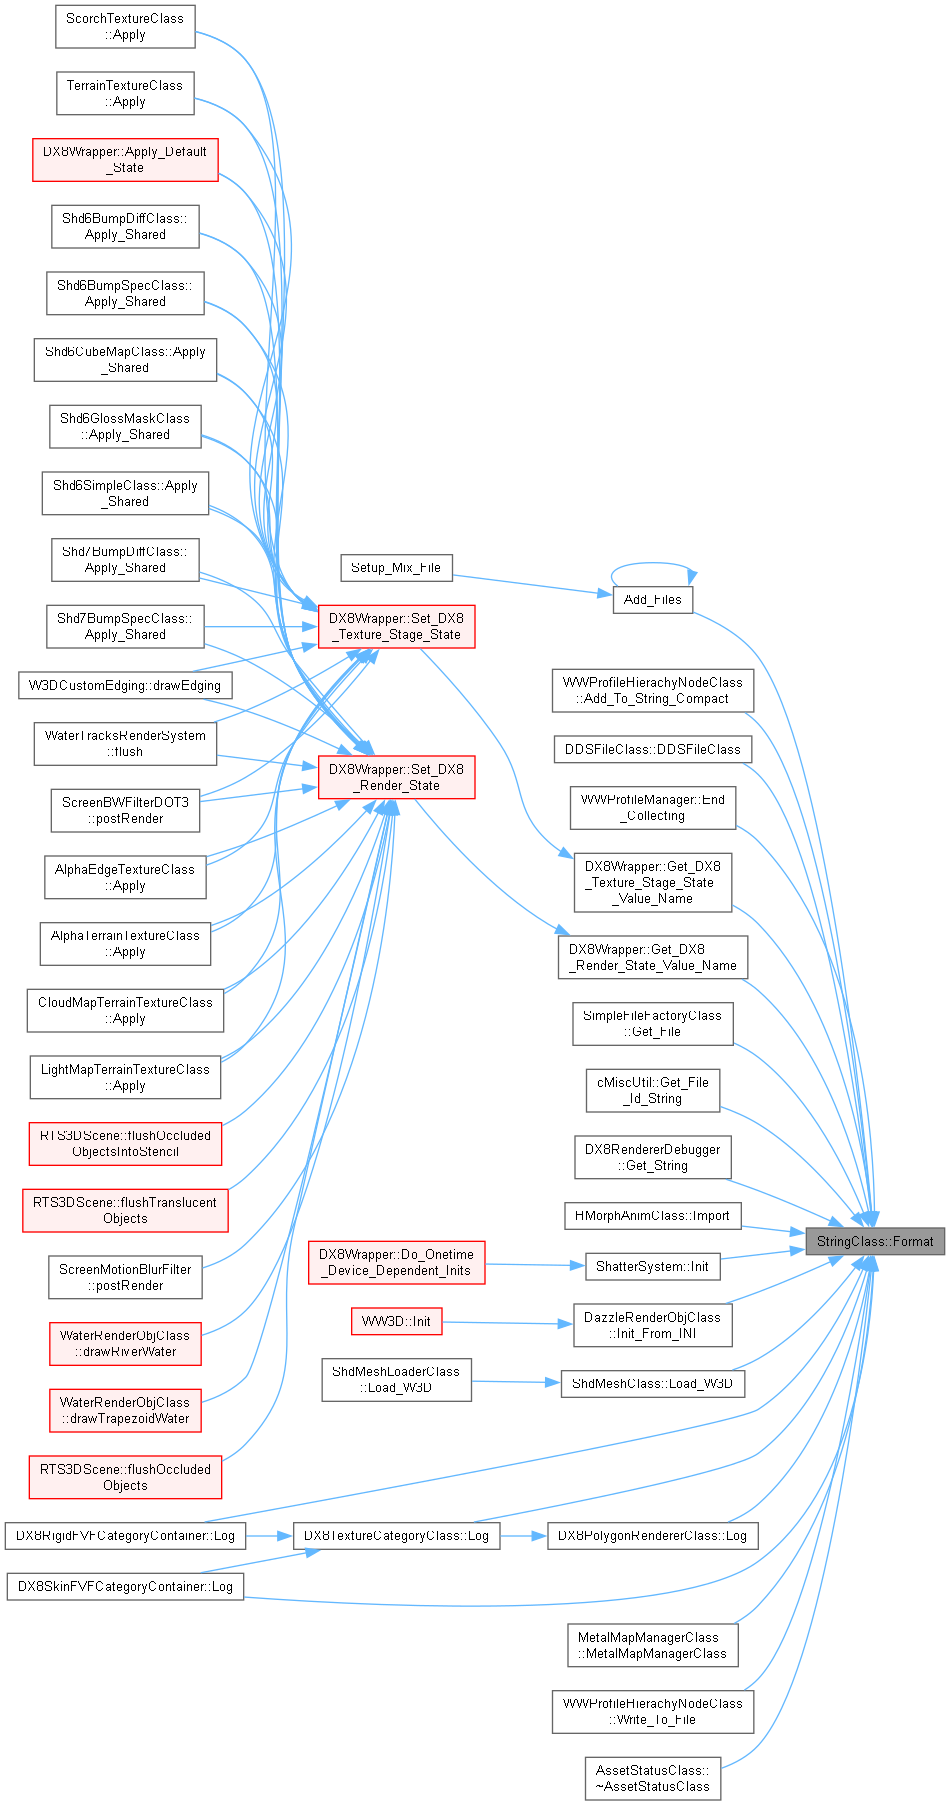 ScorchTextureClass
::Apply
TerrainTextureClass
::Apply
DX8Wrapper::Apply_Default
_State
Shd6BumpDiffClass::
Apply_Shared
Shd6BumpSpecClass::
Apply_Shared
Shd6CubeMapClass::Apply
_Shared
Shd6GlossMaskClass
::Apply_Shared
Shd6SimpleClass::Apply
_Shared
Shd7BumpDiffClass::
Apply_Shared
Shd7BumpSpecClass::
Apply_Shared
W3DCustomEdging::drawEdging
WaterTracksRenderSystem
::flush
ScreenBWFilterDOT3
::postRender
AlphaEdgeTextureClass
::Apply
AlphaTerrainTextureClass
::Apply
CloudMapTerrainTextureClass
::Apply
LightMapTerrainTextureClass
::Apply
RTS3DScene::flushOccluded
ObjectsIntoStencil
RTS3DScene::flushTranslucent
Objects
ScreenMotionBlurFilter
::postRender
WaterRenderObjClass
::drawRiverWater
WaterRenderObjClass
::drawTrapezoidWater
RTS3DScene::flushOccluded
Objects
DX8RigidFVFCategoryContainer::Log
DX8SkinFVFCategoryContainer::Log
Setup_Mix_File
DX8Wrapper::Set_DX8
_Texture_Stage_State
DX8Wrapper::Set_DX8
_Render_State
DX8Wrapper::Do_Onetime
_Device_Dependent_Inits
WW3D::Init
ShdMeshLoaderClass
::Load_W3D
DX8TextureCategoryClass::Log
Add_Files
WWProfileHierachyNodeClass
::Add_To_String_Compact
DDSFileClass::DDSFileClass
WWProfileManager::End
_Collecting
DX8Wrapper::Get_DX8
_Texture_Stage_State
_Value_Name
DX8Wrapper::Get_DX8
_Render_State_Value_Name
SimpleFileFactoryClass
::Get_File
cMiscUtil::Get_File
_Id_String
DX8RendererDebugger
::Get_String
HMorphAnimClass::Import
ShatterSystem::Init
DazzleRenderObjClass
::Init_From_INI
ShdMeshClass::Load_W3D
DX8PolygonRendererClass::Log
MetalMapManagerClass
::MetalMapManagerClass
WWProfileHierachyNodeClass
::Write_To_File
AssetStatusClass::
~AssetStatusClass
StringClass::Format